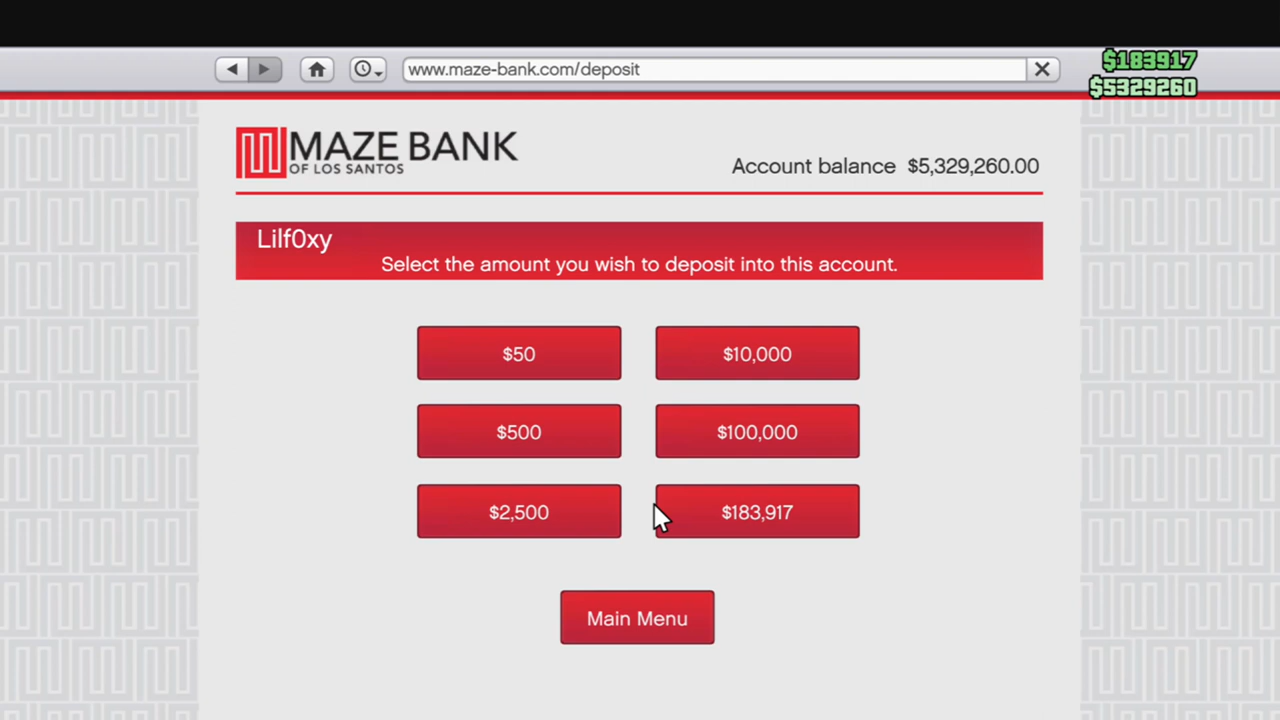 www.maze-bank.com/deposit
$183917
$5329260
MAZE BANK
OF LOS SANTOS
Account balance $5,329,260.00
Lilf0xy
Select the amount you wish to deposit into this account.
$50
$10,000
$500
$100,000
$2,500
$183,917
Main Menu